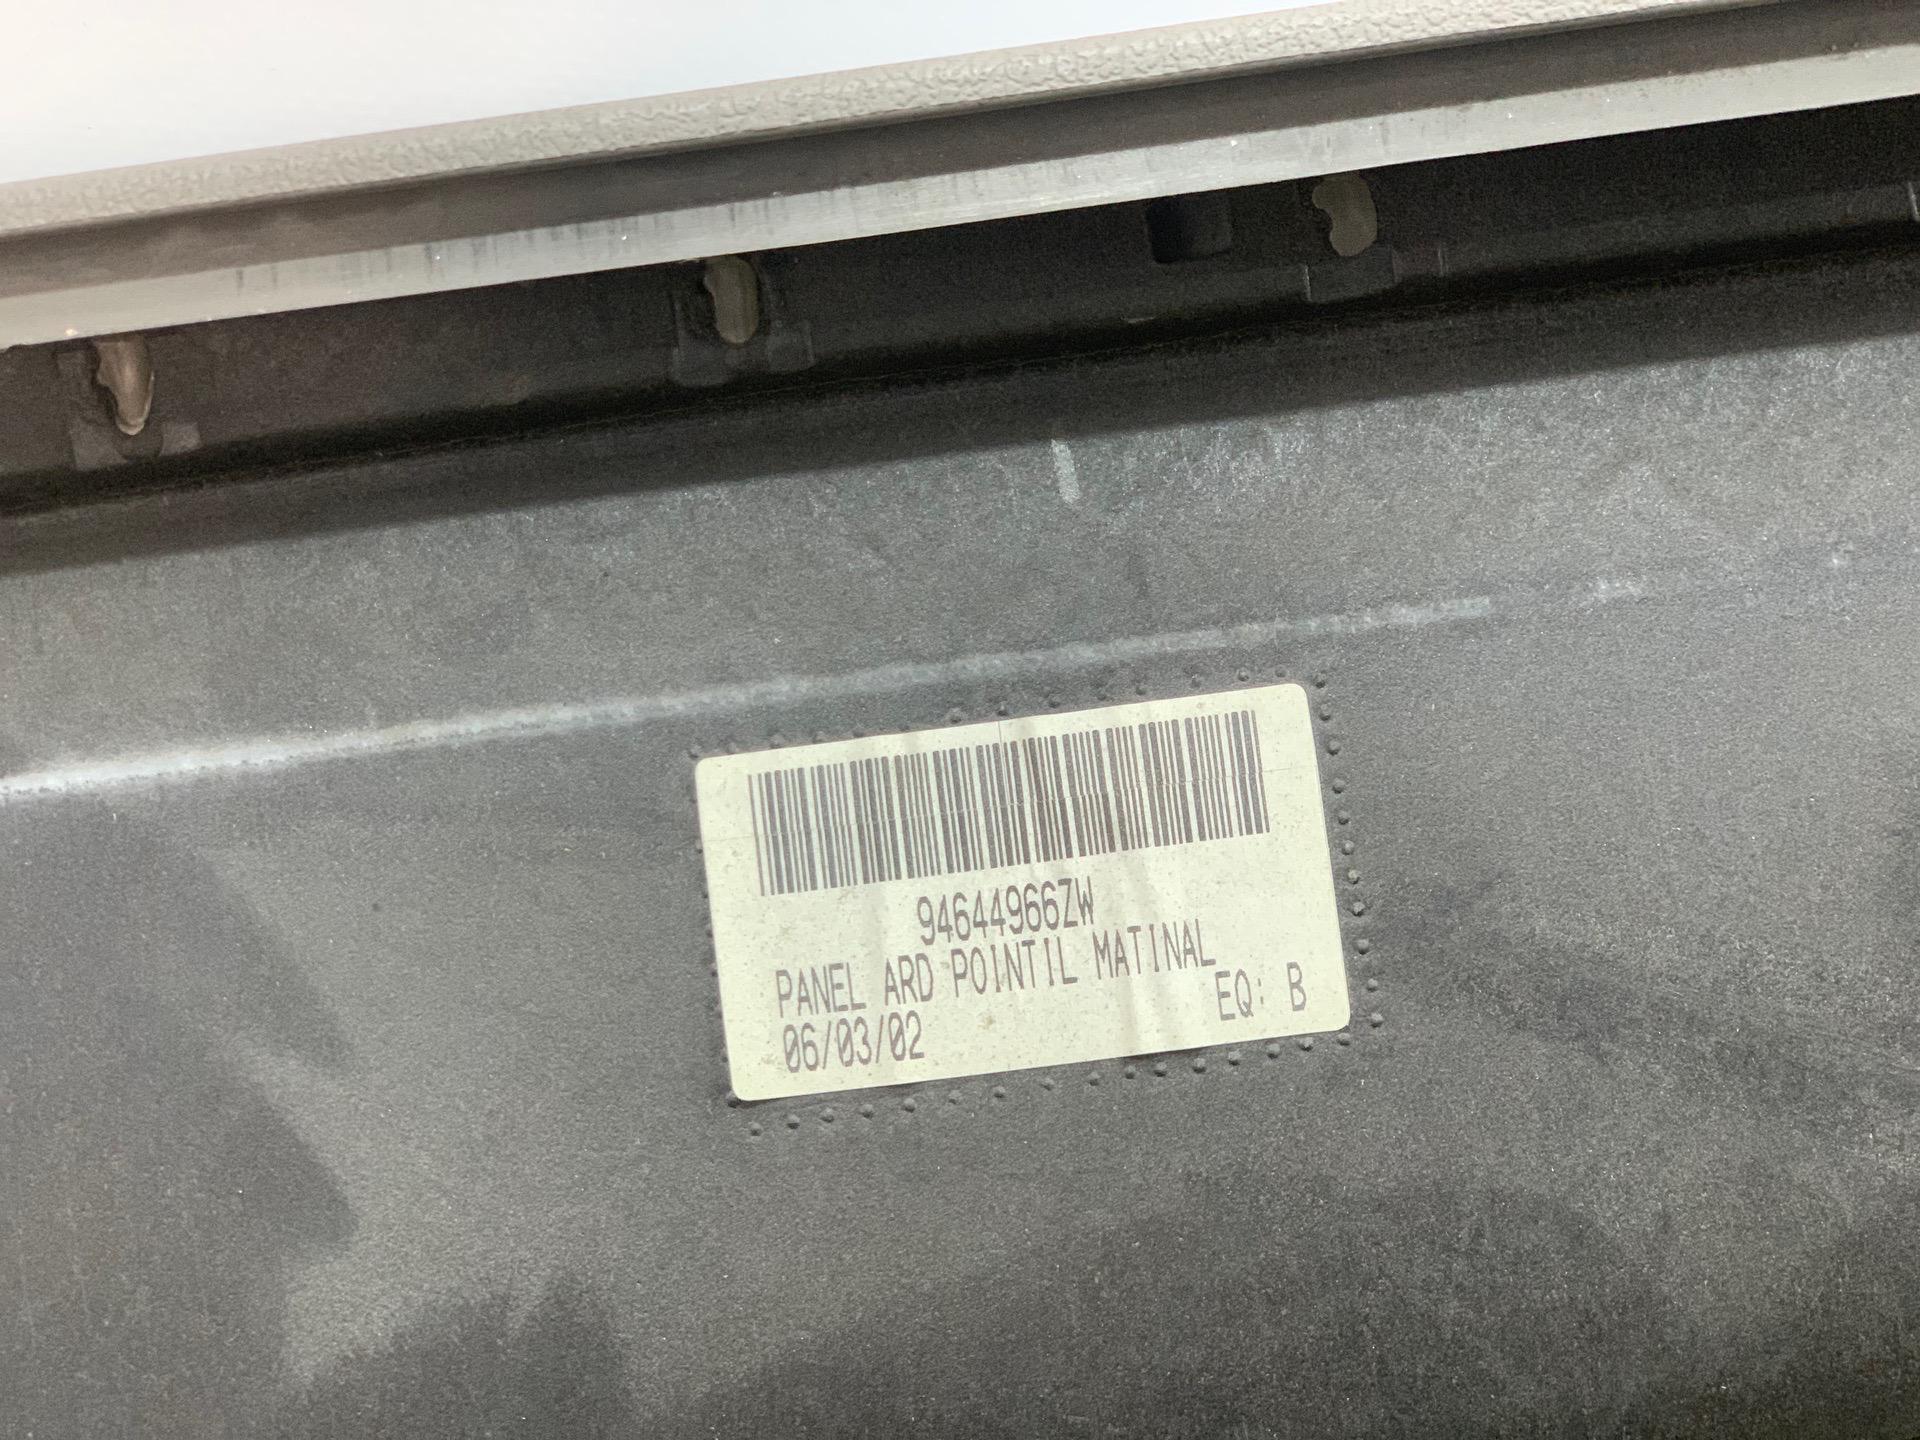 94644966ZW
PANEL ARD POINTIL MATINAL
06/03/02 EQ: B